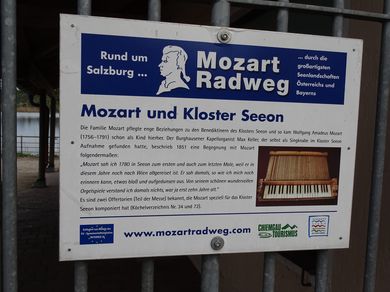 Rund um
Salzburg ...
Mozart
Radweg
... durch die
großartigsten
Seenlandschaften
Österreichs und
Bayerns
Mozart und Kloster Seeon
Die Familie Mozart pflegte enge Beziehungen zu den Benediktinern des Klosters Seeon und so kam Wolfgang Amadeus Mozart
(1756–1791) schon als Kind hierher. Der Burghausener Kapellorganist Max Keller, der selbst als Singknabe im Kloster Seeon
Aufnahme gefunden hatte, beschrieb 1851 eine Begegnung mit Mozart
folgendermaßen:
„Mozart sah ich 1780 in Seeon zum ersten und auch zum letzten Male, weil er in
diesem Jahre noch nach Wien abgereiset ist. Er sah damals, so wie ich mich noch
erinnern kann, etwas blaß und aufgedunsen aus. Von seinem schönen wundervollen
Orgelspiele verstand ich damals nichts, war ja erst zehn Jahre alt."
Es sind zwei Offertorien (Teil der Messe) bekannt, die Mozart speziell für das Kloster
Seeon komponiert hat (Köchelverzeichnis Nr. 34 und 72).
www.mozartradweg.com
CHIEMGAU
TOURISMUS